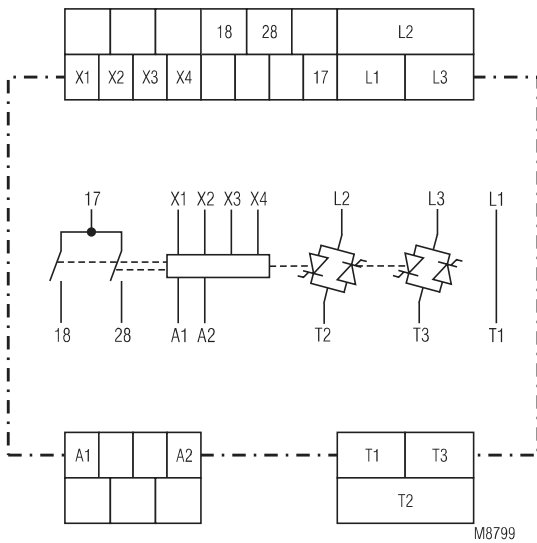 18 28 L2
X1 X2 X3 X4 17 L1 L3
17 X1 X2 X3 X4 L2 L3 L1
18 28 A1 A2 T2 T3 T1
A1 A2 T1 T3
T2
M8799